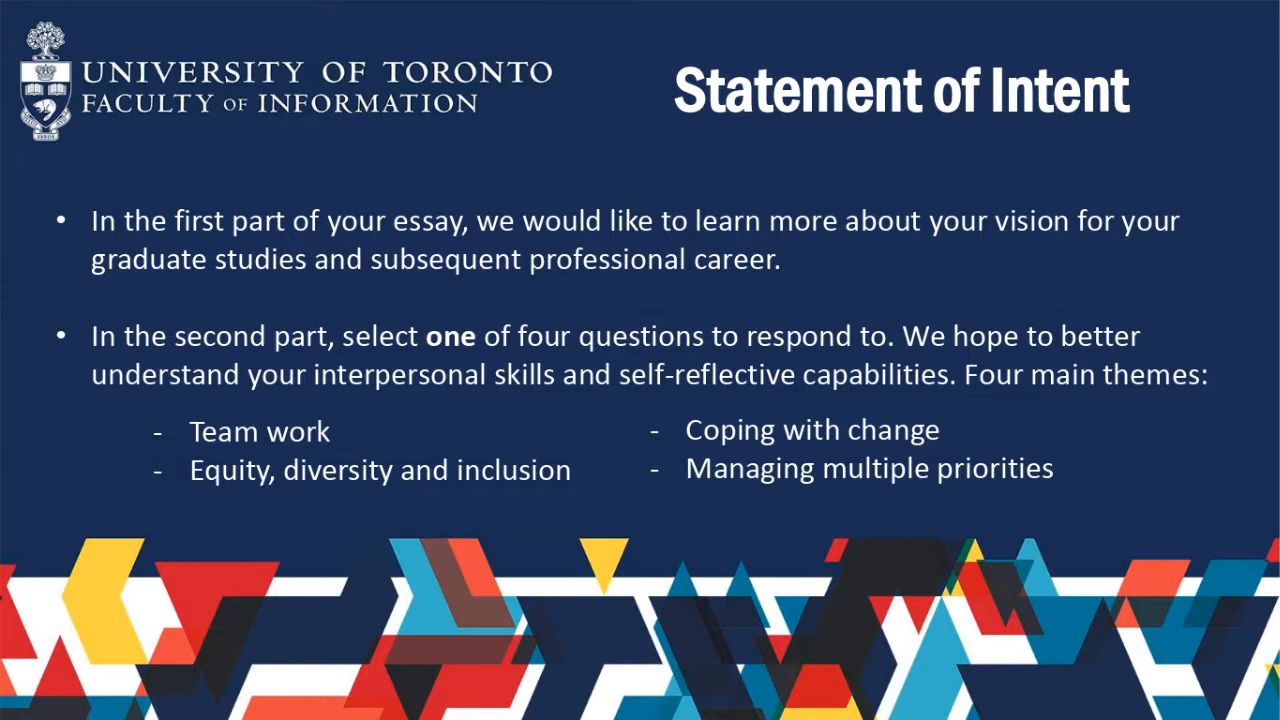 UNIVERSITY OF TORONTO
FACULTY OF INFORMATION
Statement of Intent
• In the first part of your essay, we would like to learn more about your vision for your
graduate studies and subsequent professional career.
• In the second part, select one of four questions to respond to. We hope to better
understand your interpersonal skills and self-reflective capabilities. Four main themes:
- Team work
- Equity, diversity and inclusion
- Coping with change
- Managing multiple priorities